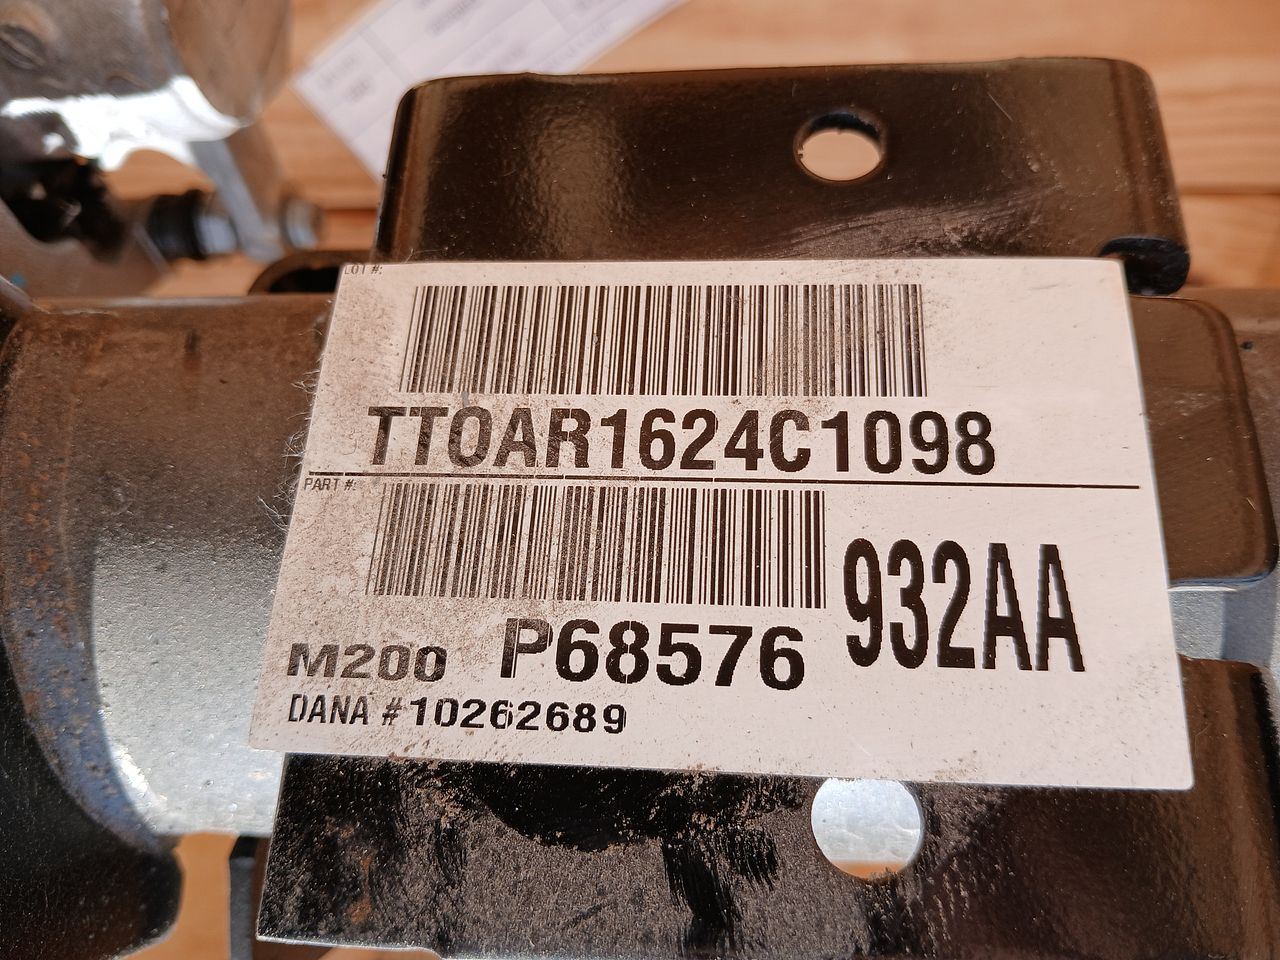 LOT #:
TTOAR1624C1098
PART #:
932AA
M200 P68576
DANA #10262689